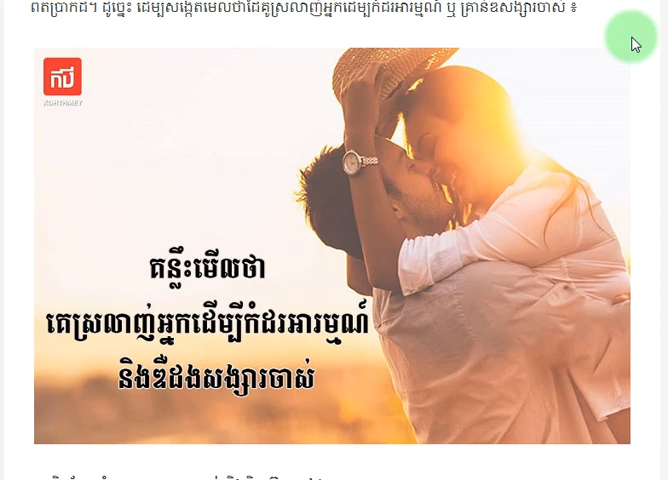 ពិតប្រាកដ។ ដូច្នេះ ដើម្បីសង្កេតមើលថាដៃគូស្រលាញ់អ្នកដើម្បីកំដរអារម្មណ៍ ឬ គ្រាន់ឌឺសង្សារចាស់ ៖
កជី
KOHTHMEY
គន្លឹះមើលថា
គេស្រលាញ់អ្នកដើម្បីកំដរអារម្មណ៍
និងឌឺដងសង្សារចាស់